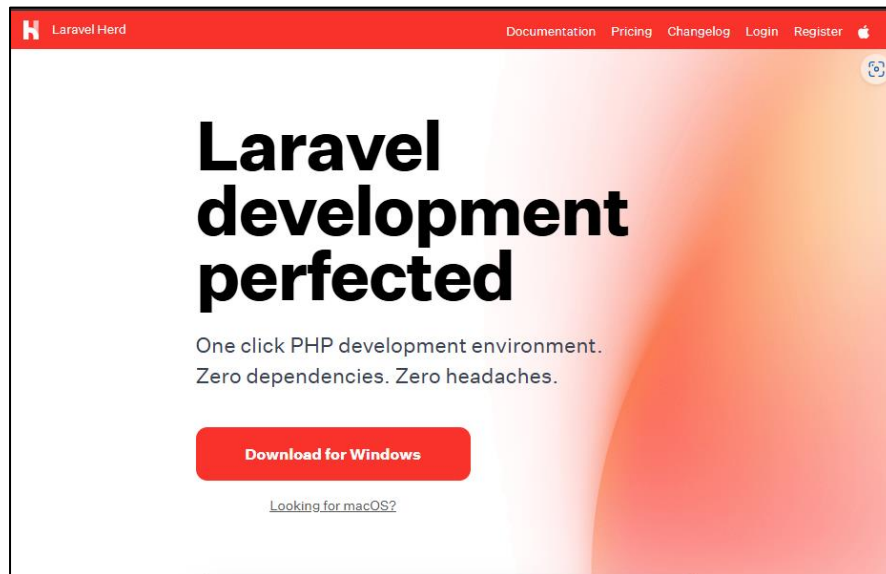 Laravel Herd
Documentation Pricing Changelog Login Register
Laravel
development
perfected
One click PHP development environment.
Zero dependencies. Zero headaches.
Download for Windows
Looking for macOS?